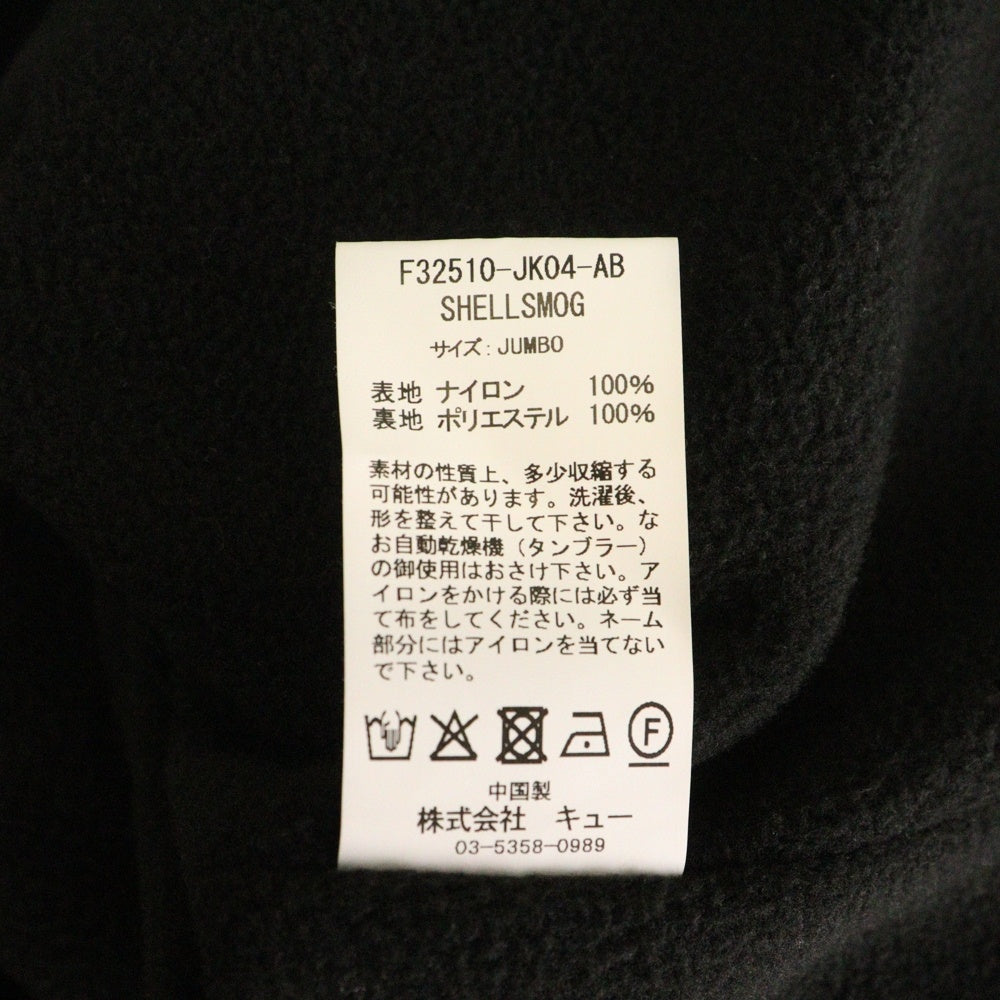 F32510-JK04-AB
SHELLSMOG
サイズ：JUMBO
表地 ナイロン 100%
裏地 ポリエステル 100%
素材の性質上、多少収縮する
可能性があります。洗濯後、
形を整えて干して下さい。な
お自動乾燥機（タンブラー）
の御使用はおさけ下さい。ア
イロンをかける際には必ず当
て布をしてください。ネーム
部分にはアイロンを当てない
で下さい。
F
中国製
株式会社 キュー
03-5358-0989